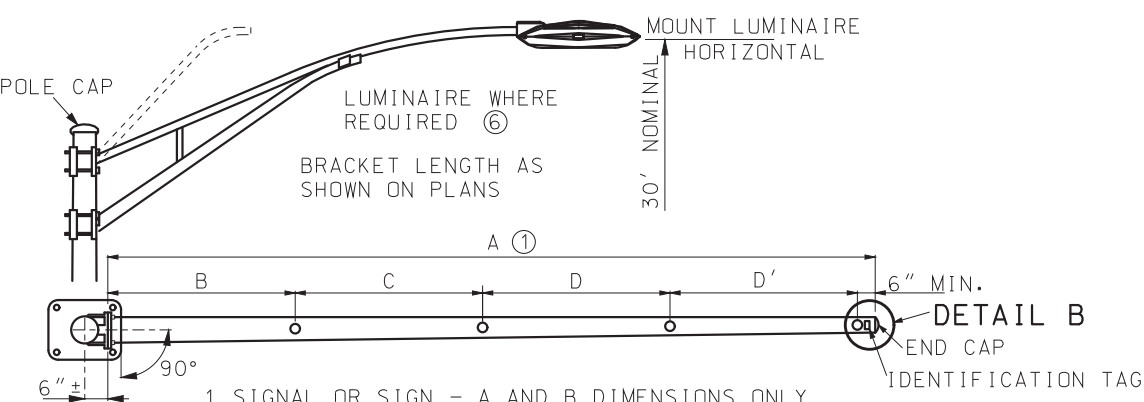 MOUNT LUMINAIRE
HORIZONTAL
POLE CAP
LUMINAIRE WHERE
REQUIRED ⑥
30' NOMINAL
BRACKET LENGTH AS
SHOWN ON PLANS
A ①
B
C
D
D'
6" MIN.
DETAIL B
END CAP
IDENTIFICATION TAG
90°
6"±
1 SIGNAL OR SIGN - A AND B DIMENSIONS ONLY